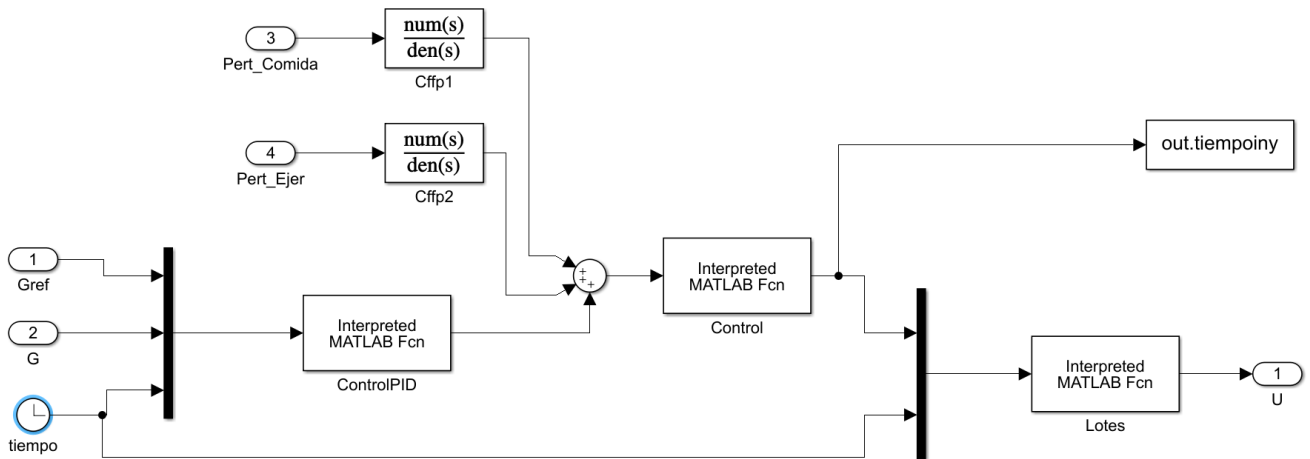 3
Pert_Comida
num(s)
den(s)
Cffp1
4
Pert_Ejer
num(s)
den(s)
Cffp2
out.tiempoiny
1
Gref
2
G
tiempo
Interpreted
MATLAB Fcn
ControlPID
+
+
+
Interpreted
MATLAB Fcn
Control
Interpreted
MATLAB Fcn
Lotes
1
U